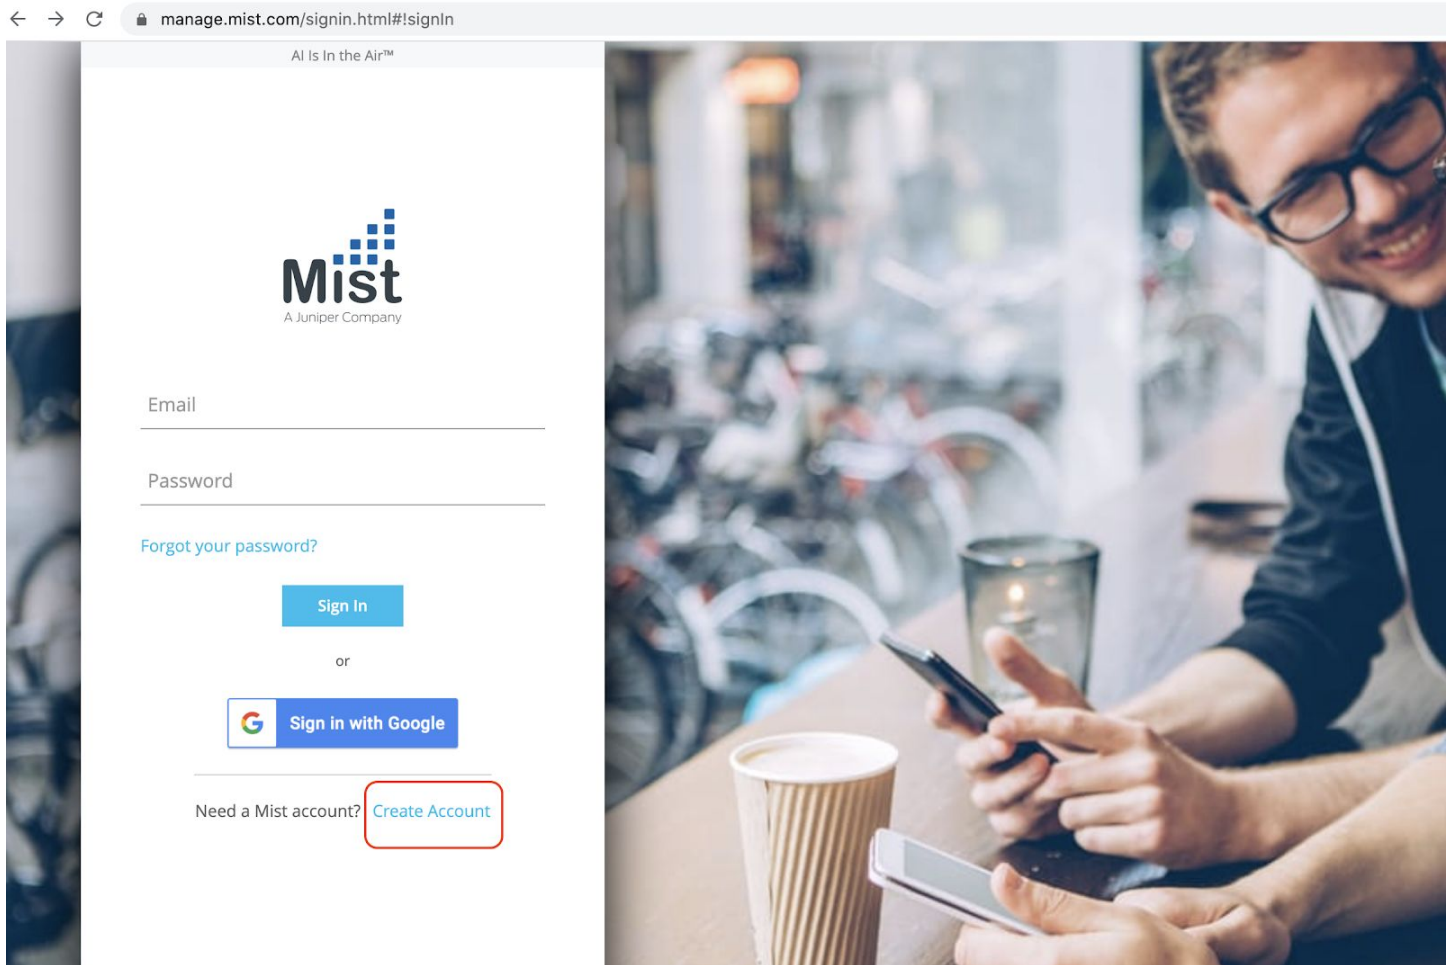 manage.mist.com/signin.html#!signIn
AI Is In the Air™
Mist
A Juniper Company
Email
Password
Forgot your password?
Sign In
or
Sign in with Google
Need a Mist account? Create Account